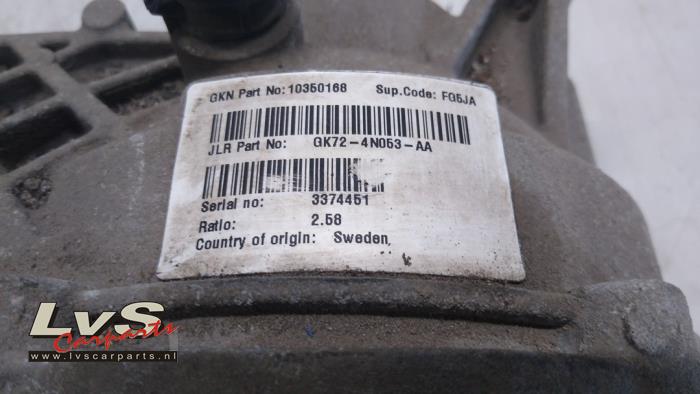 GKN Part No: 10350168 Sup.Code: FG5JA
JLR Part No: GK72-4N053-AA
Serial no: 3374451
Ratio: 2.58
Country of origin: Sweden
LvS
Carparts
www.lvscarparts.nl